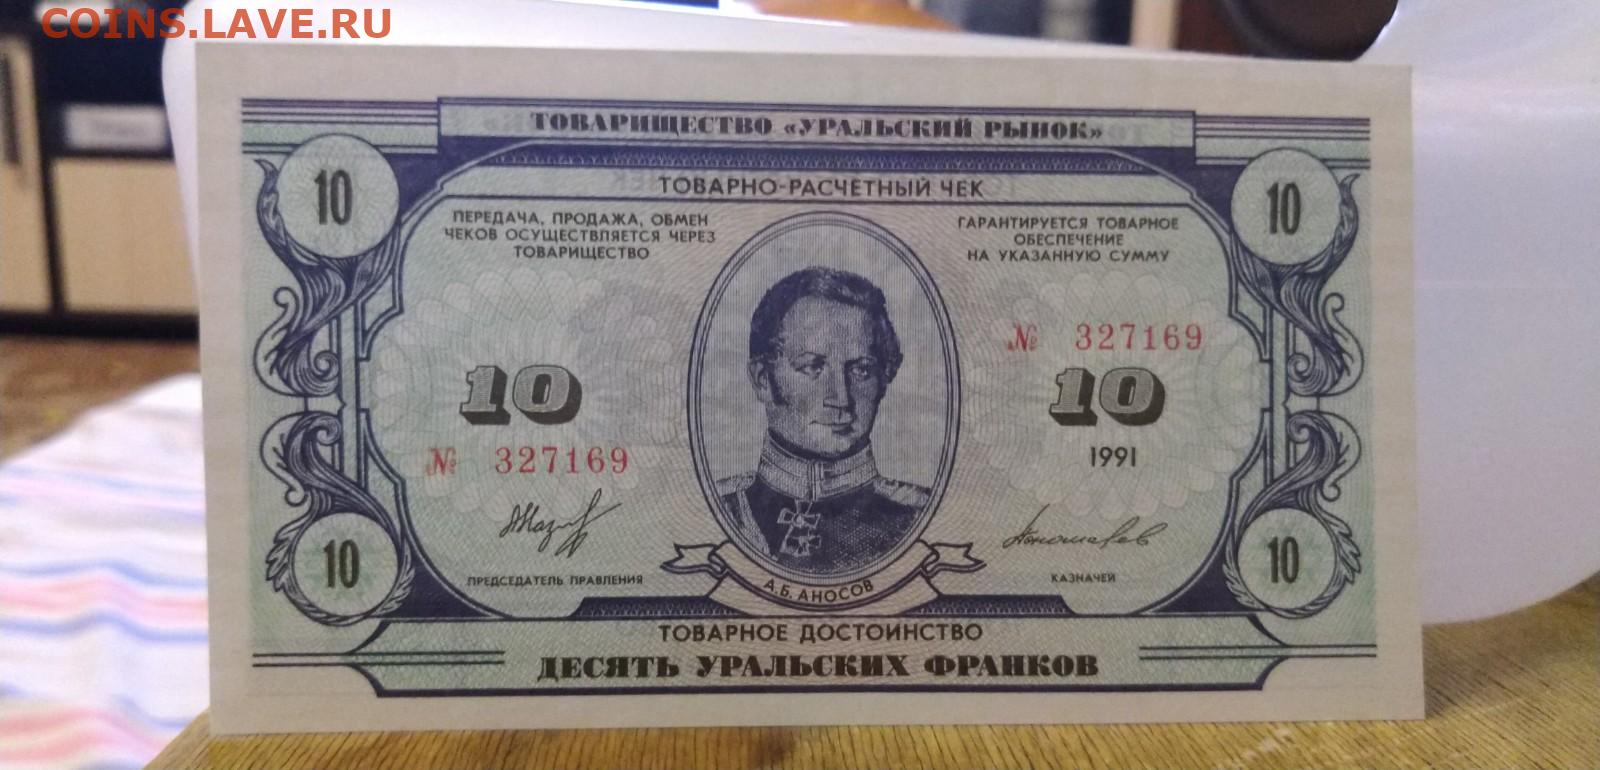 COINS.LAVE.RU
ТОВАРИЩЕСТВО «УРАЛЬСКИЙ РЫНОК»
ТОВАРНО-РАСЧЕТНЫЙ ЧЕК
10
10
ПЕРЕДАЧА, ПРОДАЖА, ОБМЕН
ЧЕКОВ ОСУЩЕСТВЛЯЕТСЯ ЧЕРЕЗ
ТОВАРИЩЕСТВО
ГАРАНТИРУЕТСЯ ТОВАРНОЕ
ОБЕСПЕЧЕНИЕ
НА УКАЗАННУЮ СУММУ
№ 327169
10
10
1991
№ 327169
10
10
ПРЕДСЕДАТЕЛЬ ПРАВЛЕНИЯ
КАЗНАЧЕЙ
А.Б. АНОСОВ
ТОВАРНОЕ ДОСТОИНСТВО
ДЕСЯТЬ УРАЛЬСКИХ ФРАНКОВ